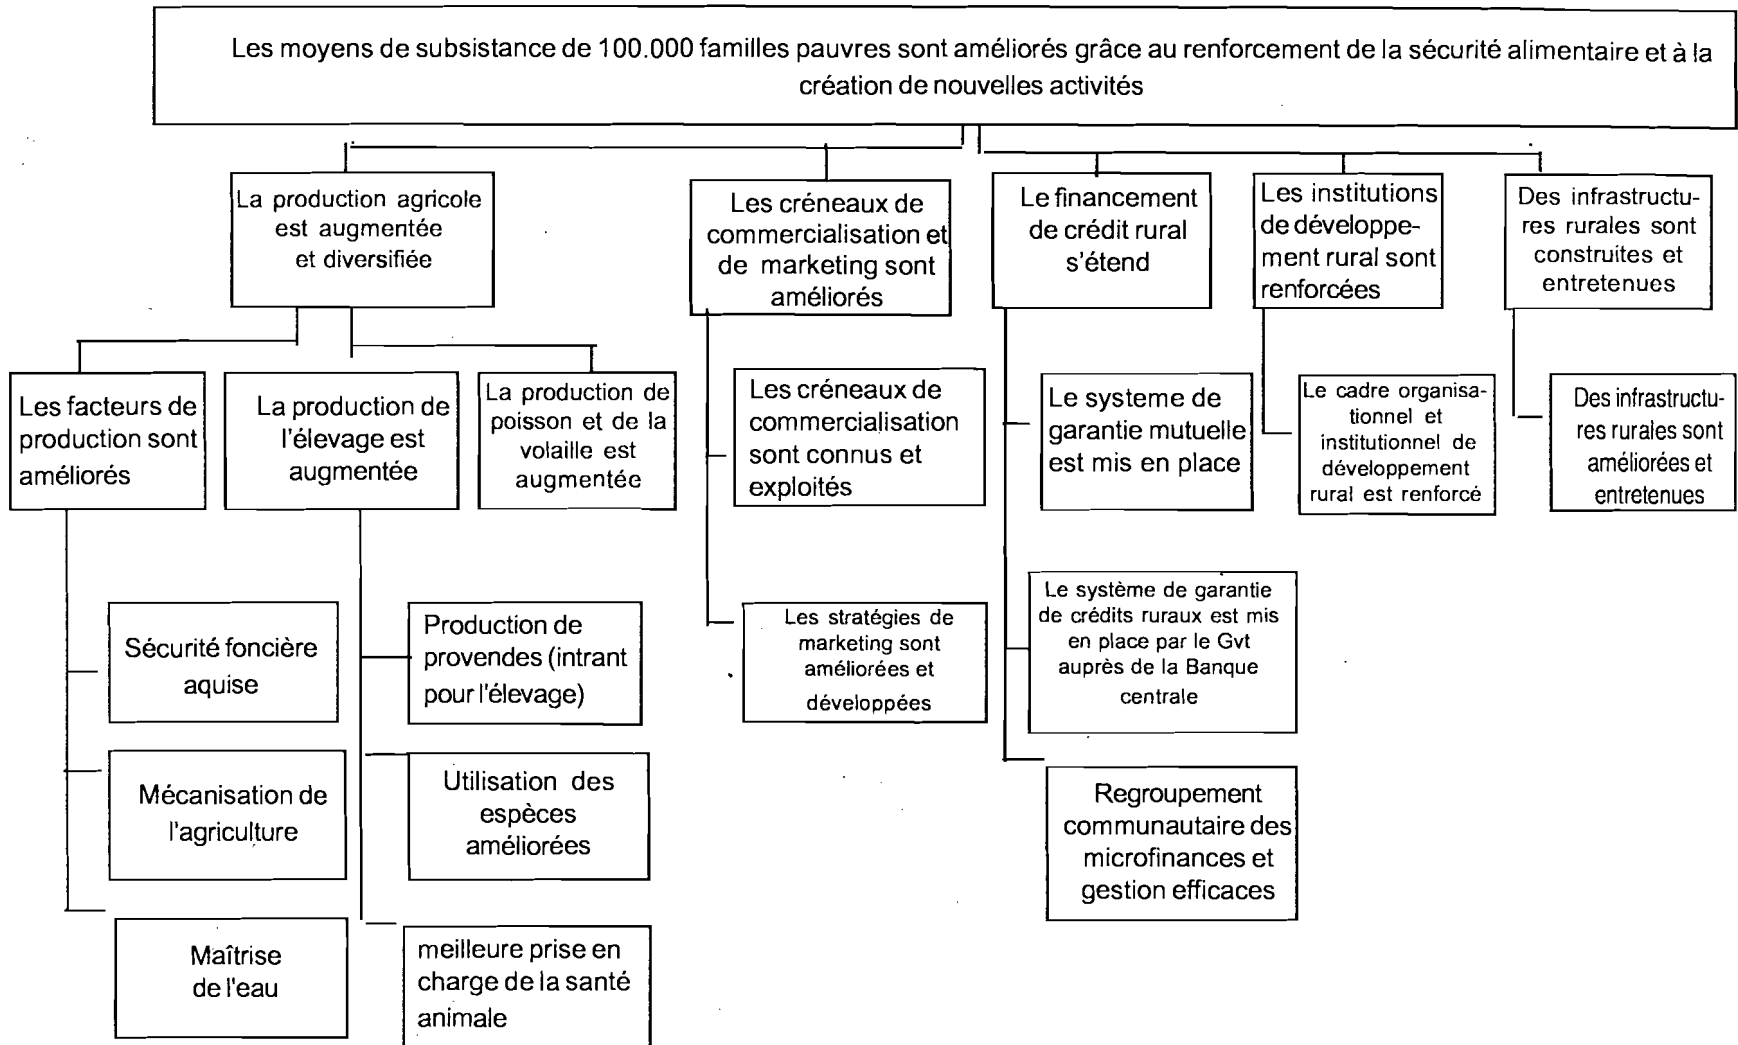 Les moyens de subsistance de 100.000 familles pauvres sont améliorés grâce au renforcement de la sécurité alimentaire et à la
création de nouvelles activités
La production agricole
est augmentée
et diversifiée
Les créneaux de
commercialisation et
de marketing sont
améliorés
Le financement
de crédit rural
s'étend
Les institutions
de développe-
ment rural sont
renforcées
Des infrastructu-
res rurales sont
construites et
entretenues
Les facteurs de
production sont
améliorés
La production de
l'élevage est
augmentée
La production de
poisson et de la
volaille est
augmentée
Les créneaux de
commercialisation
sont connus et
exploités
Le systeme de
garantie mutuelle
est mis en place
Le cadre organisa-
tionnel et
institutionnel de
développement
rural est renforcé
Des infrastructu-
res rurales sont
améliorées et
entretenues
Sécurité foncière
aquise
Production de
provendes (intrant
pour l'élevage)
Les stratégies de
marketing sont
améliorées et
développées
Le système de garantie
de crédits ruraux est mis
en place par le Gvt
auprès de la Banque
centrale
Mécanisation de
l'agriculture
Utilisation des
espèces
améliorées
Regroupement
communautaire des
microfinances et
gestion efficaces
Maîtrise
de l'eau
meilleure prise en
charge de la santé
animale